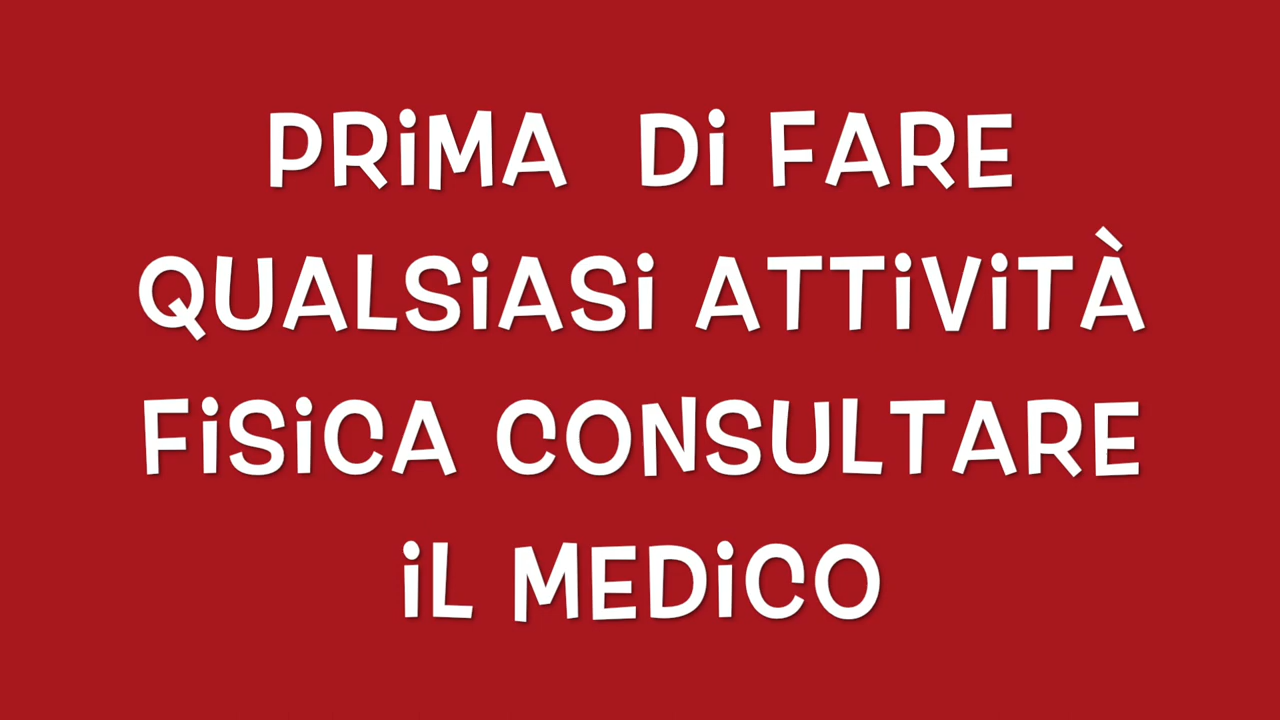 PRiMA Di FARE
QUALSiASi ATTiViTÀ
FiSiCA CONSULTARE
iL MEDiCO